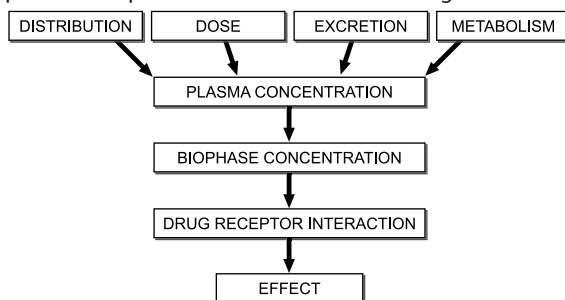 DISTRIBUTION DOSE EXCRETION METABOLISM
PLASMA CONCENTRATION
BIOPHASE CONCENTRATION
DRUG RECEPTOR INTERACTION
EFFECT